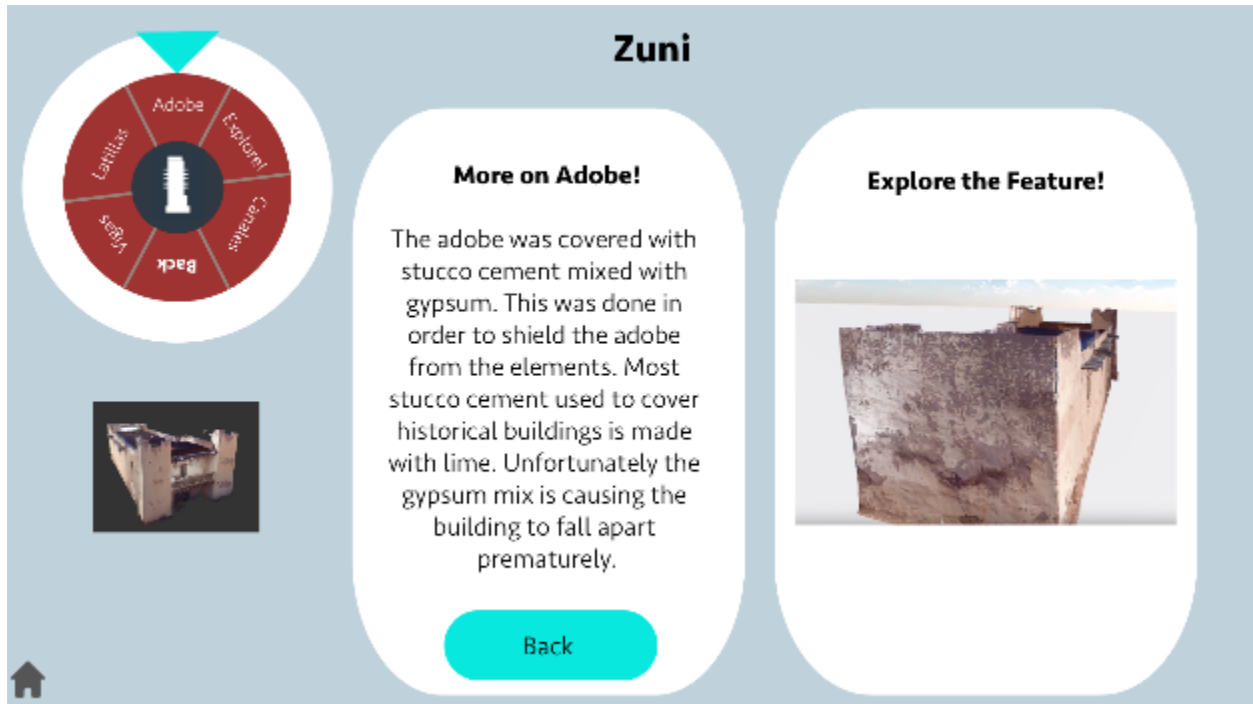 Zuni
Adobe
Explore!
Canales
Back
Vigas
Latillas
More on Adobe!
The adobe was covered with
stucco cement mixed with
gypsum. This was done in
order to shield the adobe
from the elements. Most
stucco cement used to cover
historical buildings is made
with lime. Unfortunately the
gypsum mix is causing the
building to fall apart
prematurely.
Back
Explore the Feature!